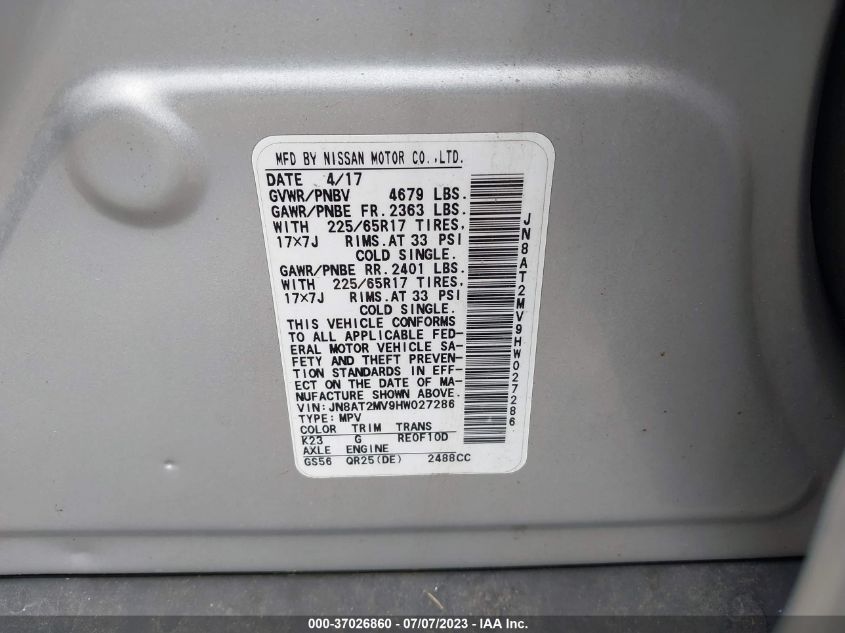 MFD BY NISSAN MOTOR CO.,LTD.
DATE 4/17
GVWR/PNBV 4679 LBS.
GAWR/PNBE FR.2363 LBS.
WITH 225/65R17 TIRES,
17×7J RIMS.AT 33 PSI
COLD SINGLE.
GAWR/PNBE RR.2401 LBS.
WITH 225/65R17 TIRES,
17×7J RIMS.AT 33 PSI
COLD SINGLE.
THIS VEHICLE CONFORMS
TO ALL APPLICABLE FED-
ERAL MOTOR VEHICLE SA-
FETY AND THEFT PREVEN-
TION STANDARDS IN EFF-
ECT ON THE DATE OF MA-
NUFACTURE SHOWN ABOVE.
VIN:JN8AT2MV9HW027286
TYPE:MPV
COLOR TRIM TRANS
K23 G RE0F10D
AXLE ENGINE
GS56 QR25(DE) 2488CC
JN8AT2MV9HW027286
000-37026860 - 07/07/2023 - IAA Inc.